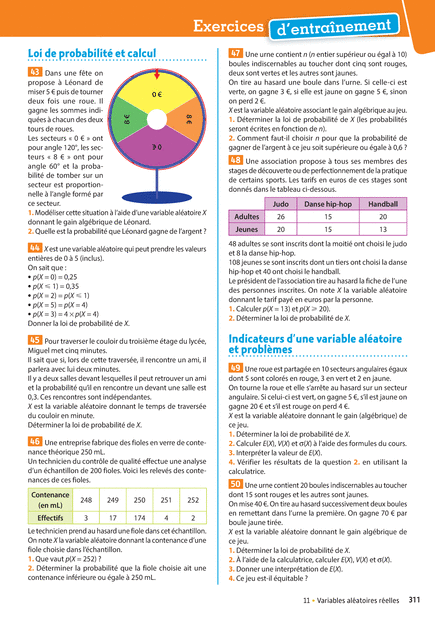 Exercices d'entraînement
Loi de probabilité et calcul
43 Dans une fête on
propose à Léonard de
miser 5 € puis de tourner
deux fois une roue. Il
gagne les sommes indi-
quées à chacun des deux
tours de roues.
Les secteurs « 0 € » ont
pour angle 120°, les sec-
teurs « 8 € » ont pour
angle 60° et la proba-
bilité de tomber sur un
secteur est proportion-
nelle à l'angle formé par
ce secteur.
0 €
8 €
8 €
0 €
1. Modéliser cette situation à l'aide d'une variable aléatoire X
donnant le gain algébrique de Léonard.
2. Quelle est la probabilité que Léonard gagne de l'argent ?
44 X est une variable aléatoire qui peut prendre les valeurs
entières de 0 à 5 (inclus).
On sait que :
• p(X = 0) = 0,25
• p(X ⩽ 1) = 0,35
• p(X = 2) = p(X ⩽ 1)
• p(X = 5) = p(X = 4)
• p(X = 3) = 4 × p(X = 4)
Donner la loi de probabilité de X.
45 Pour traverser le couloir du troisième étage du lycée,
Miguel met cinq minutes.
Il sait que si, lors de cette traversée, il rencontre un ami, il
parlera avec lui deux minutes.
Il y a deux salles devant lesquelles il peut retrouver un ami
et la probabilité qu'il en rencontre un devant une salle est
0,3. Ces rencontres sont indépendantes.
X est la variable aléatoire donnant le temps de traversée
du couloir en minute.
Déterminer la loi de probabilité de X.
46 Une entreprise fabrique des fioles en verre de conte-
nance théorique 250 mL.
Un technicien du contrôle de qualité effectue une analyse
d'un échantillon de 200 fioles. Voici les relevés des conte-
nances de ces fioles.
Contenance (en mL) 248 249 250 251 252
Effectifs 3 17 174 4 2
Le technicien prend au hasard une fiole dans cet échantillon.
On note X la variable aléatoire donnant la contenance d'une
fiole choisie dans l'échantillon.
1. Que vaut p(X = 252) ?
2. Déterminer la probabilité que la fiole choisie ait une
contenance inférieure ou égale à 250 mL.
47 Une urne contient n (n entier supérieur ou égal à 10)
boules indiscernables au toucher dont cinq sont rouges,
deux sont vertes et les autres sont jaunes.
On tire au hasard une boule dans l'urne. Si celle-ci est
verte, on gagne 3 €, si elle est jaune on gagne 5 €, sinon
on perd 2 €.
X est la variable aléatoire associant le gain algébrique au jeu.
1. Déterminer la loi de probabilité de X (les probabilités
seront écrites en fonction de n).
2. Comment faut-il choisir n pour que la probabilité de
gagner de l'argent à ce jeu soit supérieure ou égale à 0,6 ?
48 Une association propose à tous ses membres des
stages de découverte ou de perfectionnement de la pratique
de certains sports. Les tarifs en euros de ces stages sont
donnés dans le tableau ci-dessous.
Judo Danse hip-hop Handball
Adultes 26 15 20
Jeunes 20 15 13
48 adultes se sont inscrits dont la moitié ont choisi le judo
et 8 la danse hip-hop.
108 jeunes se sont inscrits dont un tiers ont choisi la danse
hip-hop et 40 ont choisi le handball.
Le président de l'association tire au hasard la fiche de l'une
des personnes inscrites. On note X la variable aléatoire
donnant le tarif payé en euros par la personne.
1. Calculer p(X = 13) et p(X ⩾ 20).
2. Déterminer la loi de probabilité de X.
Indicateurs d'une variable aléatoire
et problèmes
49 Une roue est partagée en 10 secteurs angulaires égaux
dont 5 sont colorés en rouge, 3 en vert et 2 en jaune.
On tourne la roue et elle s'arrête au hasard sur un secteur
angulaire. Si celui-ci est vert, on gagne 5 €, s'il est jaune on
gagne 20 € et s'il est rouge on perd 4 €.
X est la variable aléatoire donnant le gain (algébrique) de
ce jeu.
1. Déterminer la loi de probabilité de X.
2. Calculer E(X), V(X) et σ(X) à l'aide des formules du cours.
3. Interpréter la valeur de E(X).
4. Vérifier les résultats de la question 2. en utilisant la
calculatrice.
50 Une urne contient 20 boules indiscernables au toucher
dont 15 sont rouges et les autres sont jaunes.
On mise 40 €. On tire au hasard successivement deux boules
en remettant dans l'urne la première. On gagne 70 € par
boule jaune tirée.
X est la variable aléatoire donnant le gain algébrique de
ce jeu.
1. Déterminer la loi de probabilité de X.
2. À l'aide de la calculatrice, calculer E(X), V(X) et σ(X).
3. Donner une interprétation de E(X).
4. Ce jeu est-il équitable ?
11 • Variables aléatoires réelles 311